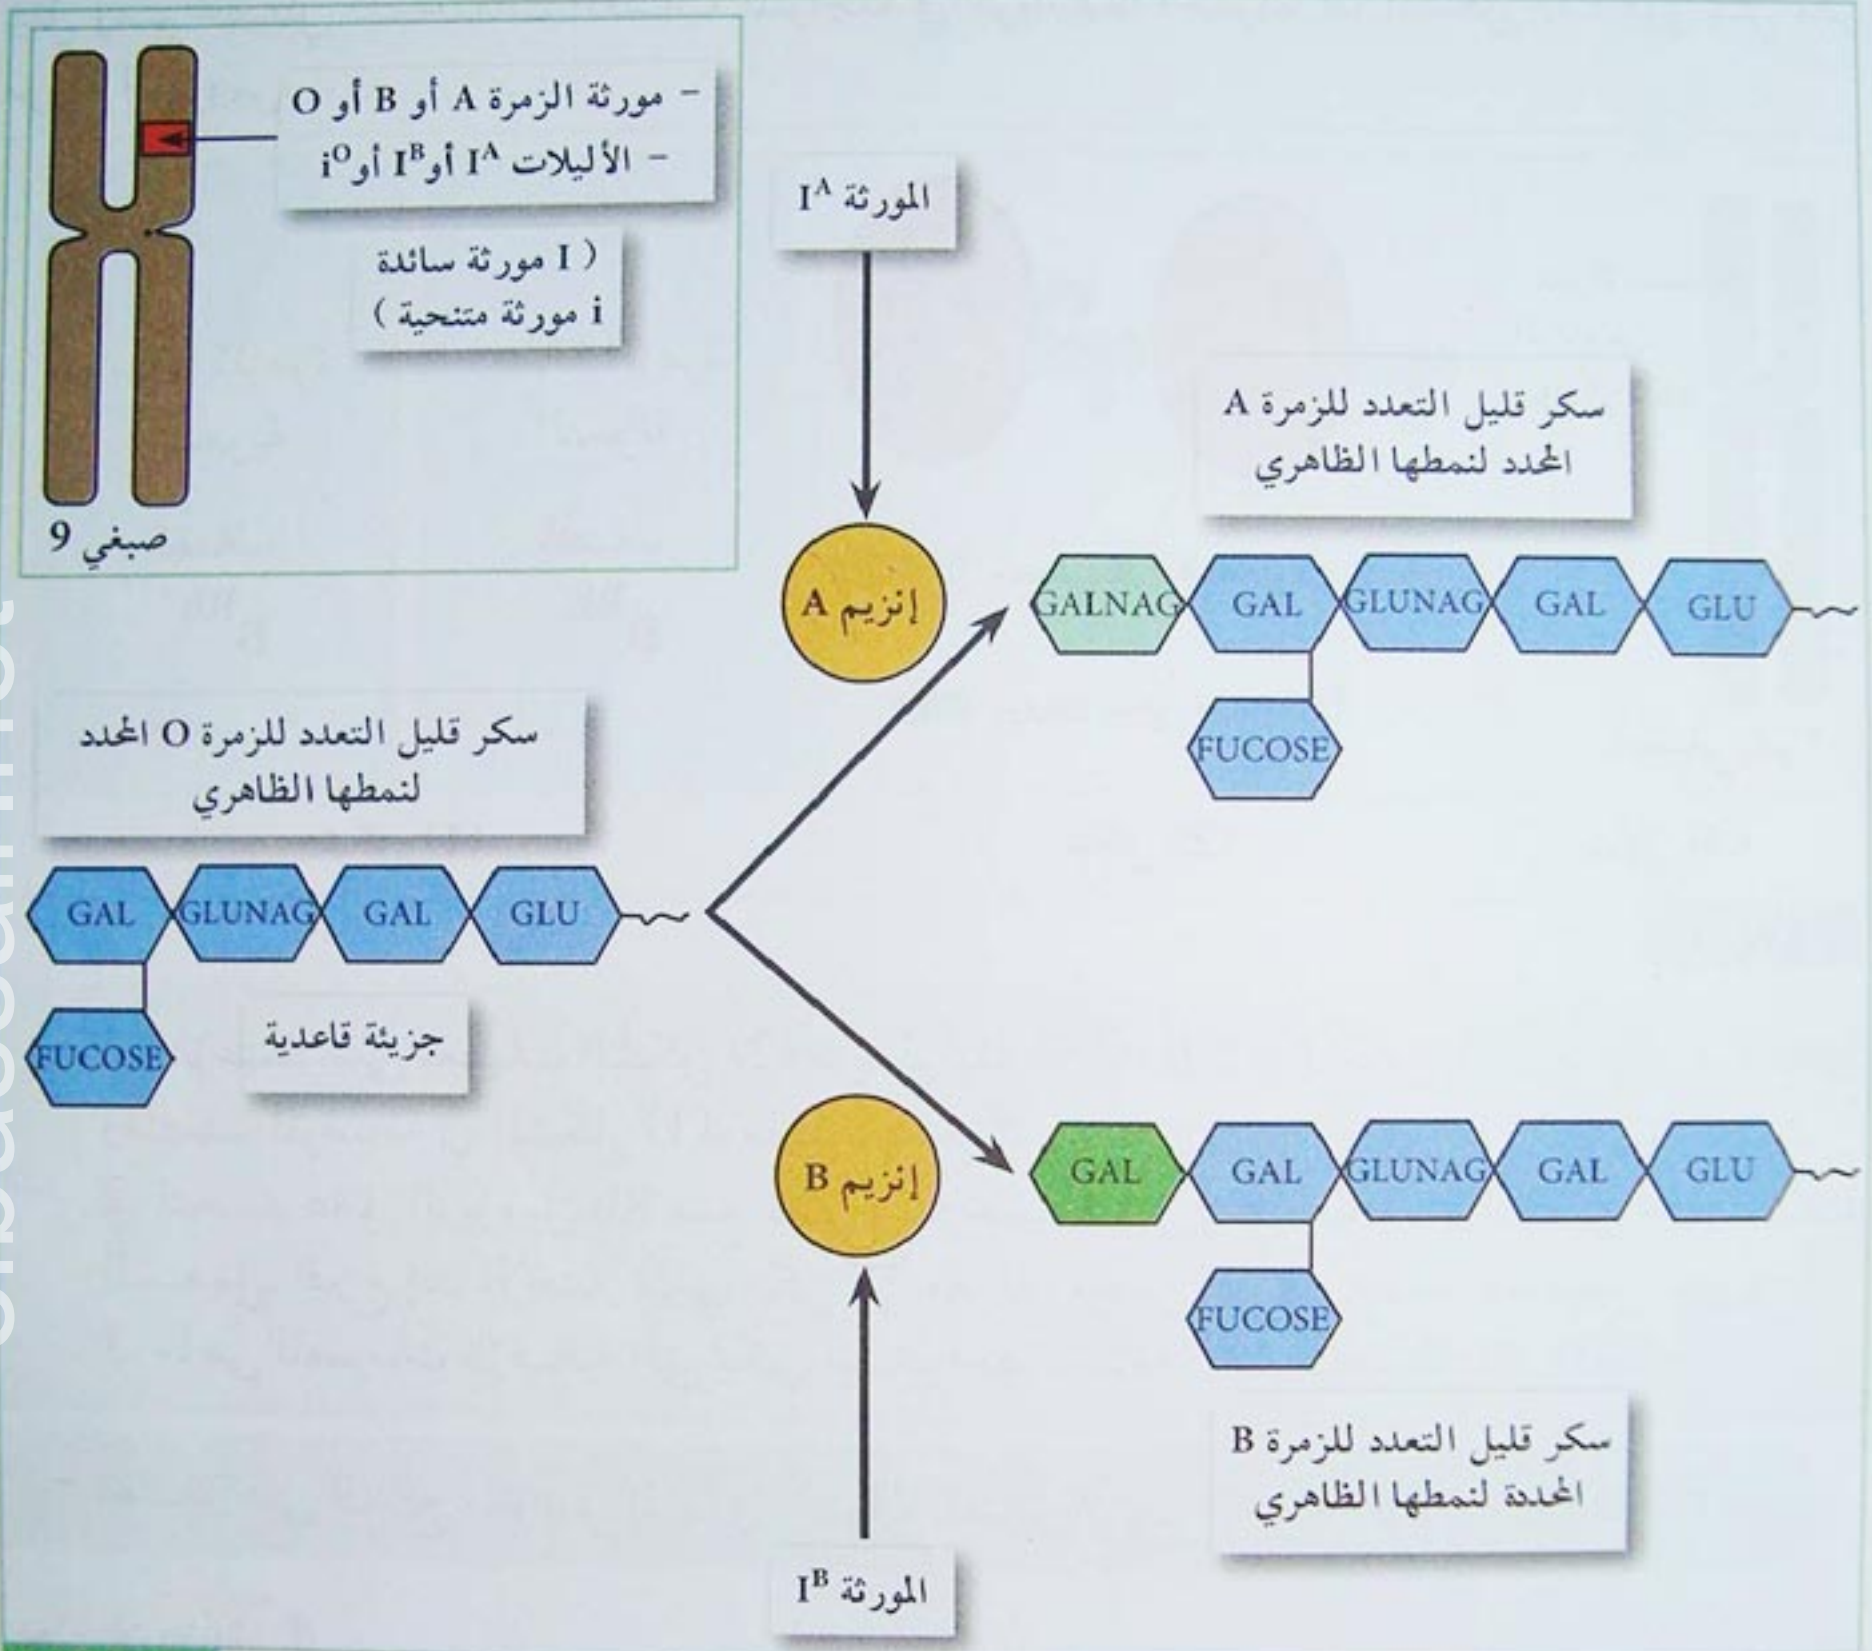 - مورثة الزمرة A أو B أو O
- الأليلات I^A أو I^B أو i^O
( I مورثة سائدة
i مورثة متنحية )
صبغي 9
المورثة I^A
إنزيم A
سكر قليل التعدد للزمرة A
المحدد لنمطها الظاهري
GALNAG GAL GLUNAG GAL GLU
FUCOSE
سكر قليل التعدد للزمرة O المحدد
لنمطها الظاهري
GAL GLUNAG GAL GLU
FUCOSE
جزيئة قاعدية
إنزيم B
GAL GAL GLUNAG GAL GLU
FUCOSE
سكر قليل التعدد للزمرة B
المحددة لنمطها الظاهري
المورثة I^B